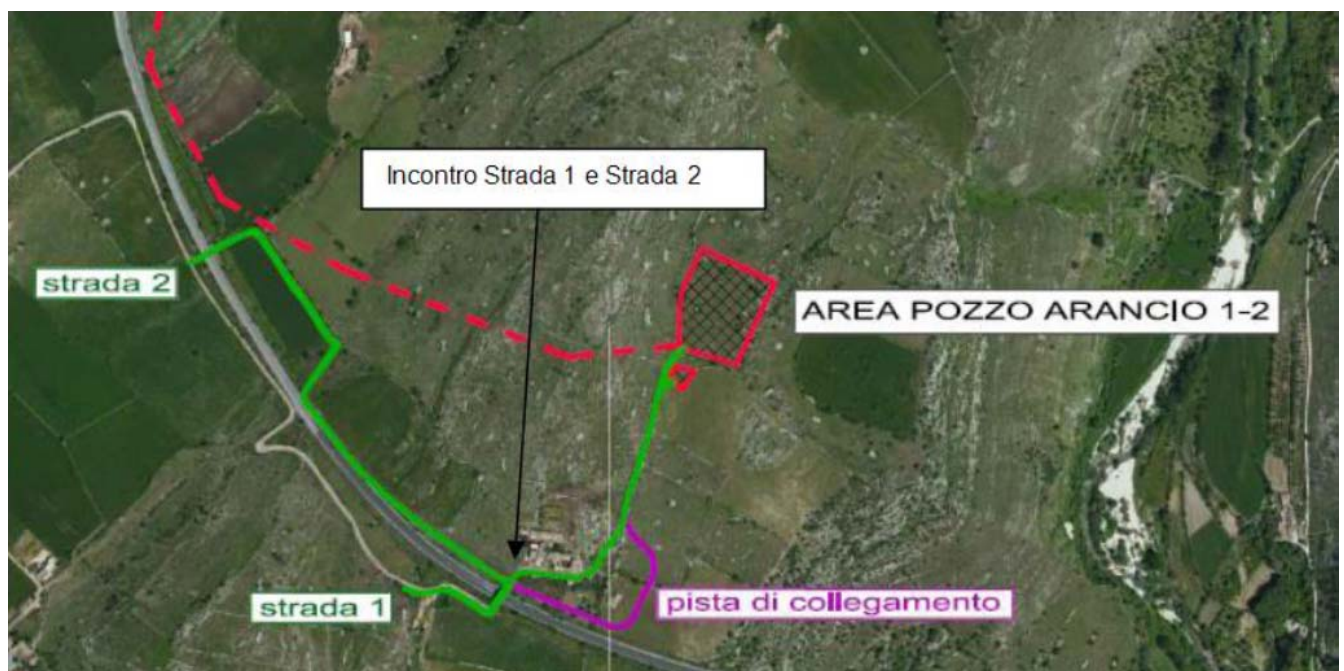 Incontro Strada 1 e Strada 2
strada 2
AREA POZZO ARANCIO 1-2
strada 1
pista di collegamento